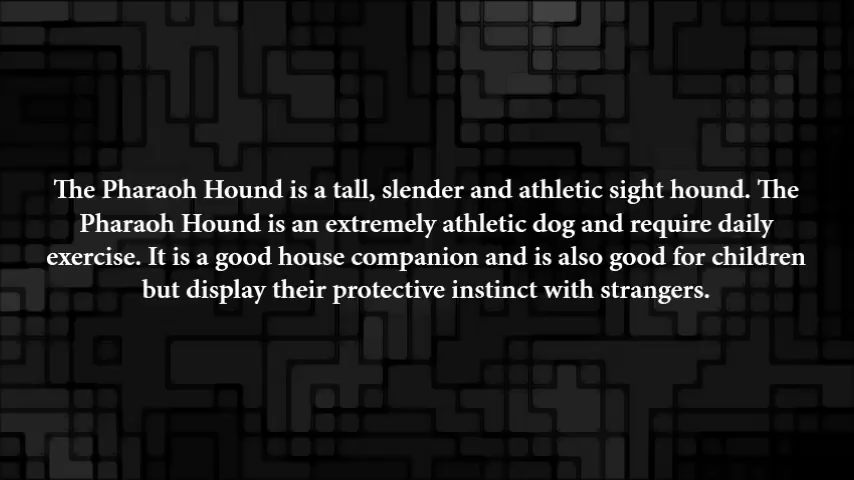 The Pharaoh Hound is a tall, slender and athletic sight hound. The
Pharaoh Hound is an extremely athletic dog and require daily
exercise. It is a good house companion and is also good for children
but display their protective instinct with strangers.